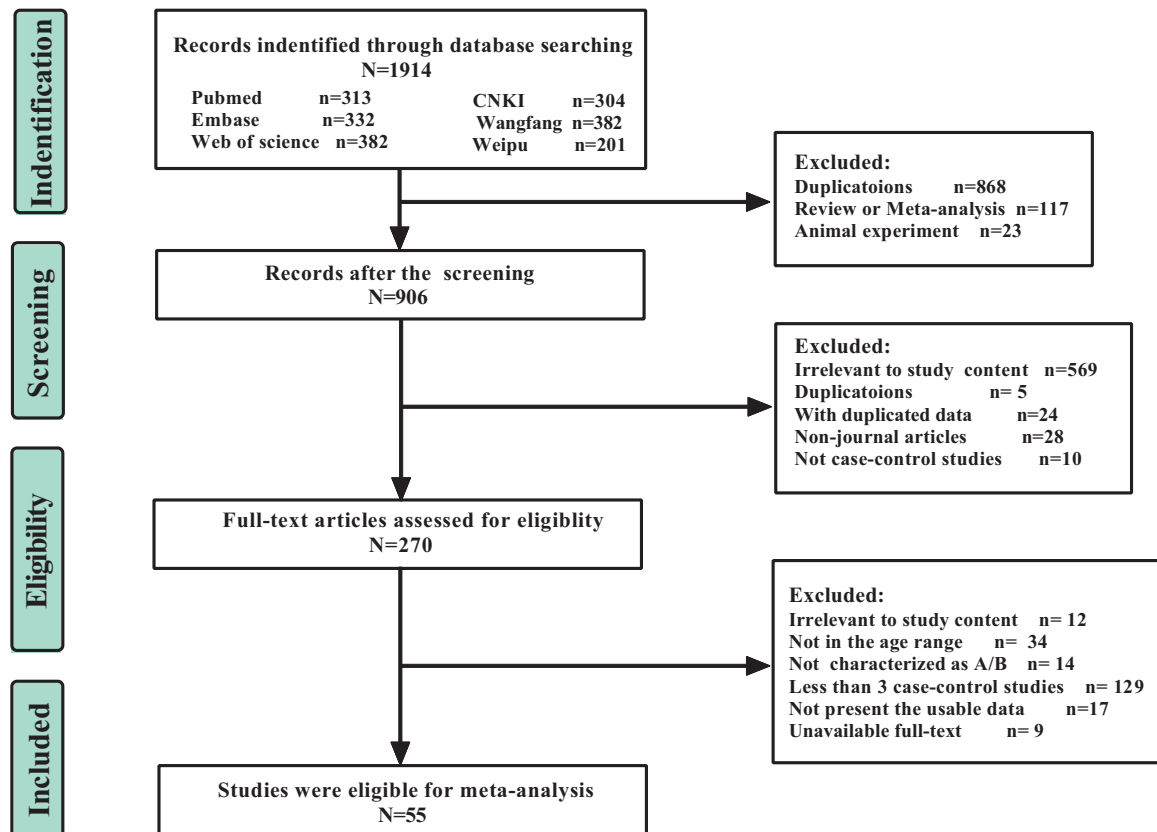 Indentification
Records indentified through database searching
N=1914
Pubmed n=313 CNKI n=304
Embase n=332 Wangfang n=382
Web of science n=382 Weipu n=201
Excluded:
Duplicatoions n=868
Review or Meta-analysis n=117
Animal experiment n=23
Screening
Records after the screening
N=906
Excluded:
Irrelevant to study content n=569
Duplicatoions n= 5
With duplicated data n=24
Non-journal articles n=28
Not case-control studies n=10
Eligibility
Full-text articles assessed for eligiblity
N=270
Excluded:
Irrelevant to study content n= 12
Not in the age range n= 34
Not characterized as A/B n= 14
Less than 3 case-control studies n= 129
Not present the usable data n=17
Unavailable full-text n= 9
Included
Studies were eligible for meta-analysis
N=55